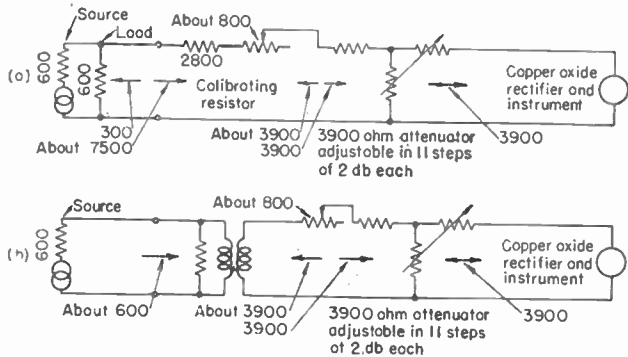 Source
Load
About 800
(a)
600
600
2800
Calibrating
resistor
Copper oxide
rectifier and
instrument
300
About
7500
About 3900
3900
3900 ohm attenuator
adjustable in 11 steps
of 2 db each
3900
Source
About 800
(b)
600
About 600
About 3900
3900
3900 ohm attenuator
adjustable in 11 steps
of 2.db each
Copper oxide
rectifier and
instrument
3900